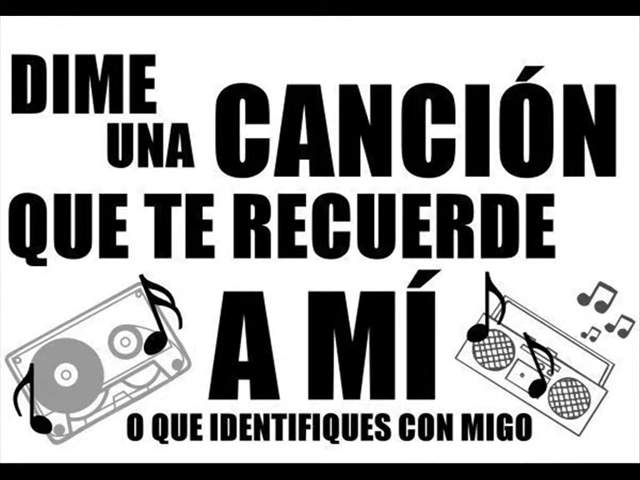 DIME
UNA CANCIÓN
QUE TE RECUERDE
A MÍ
O QUE IDENTIFIQUES CON MIGO